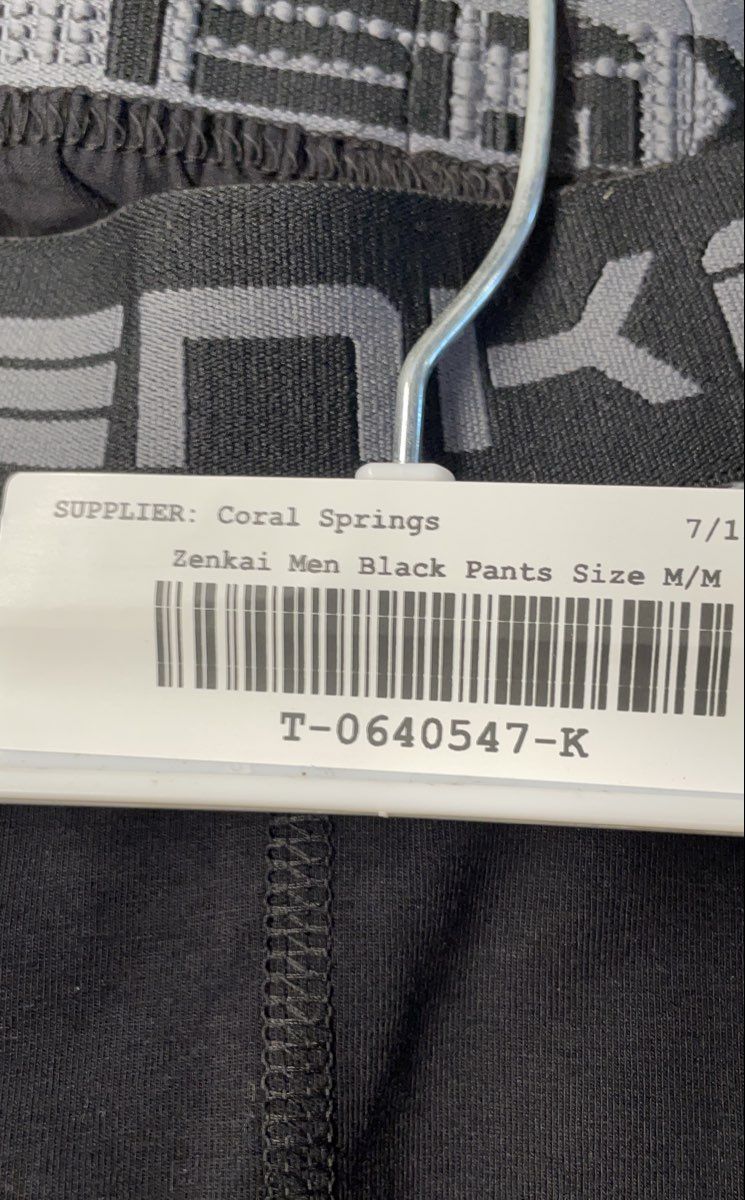 SUPPLIER: Coral Springs 7/1
Zenkai Men Black Pants Size M/M
T-0640547-K